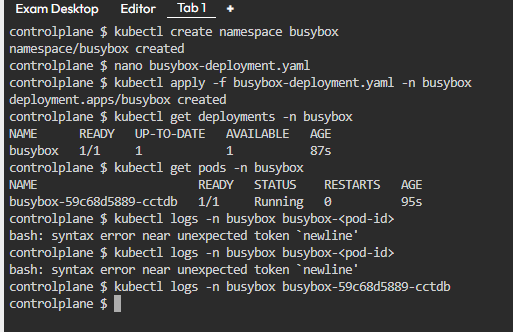 Exam Desktop Editor Tab 1 +
controlplane $ kubectl create namespace busybox
namespace/busybox created
controlplane $ nano busybox-deployment.yaml
controlplane $ kubectl apply -f busybox-deployment.yaml -n busybox
deployment.apps/busybox created
controlplane $ kubectl get deployments -n busybox
NAME READY UP-TO-DATE AVAILABLE AGE
busybox 1/1 1 1 87s
controlplane $ kubectl get pods -n busybox
NAME READY STATUS RESTARTS AGE
busybox-59c68d5889-cctdb 1/1 Running 0 95s
controlplane $ kubectl logs -n busybox busybox-<pod-id>
bash: syntax error near unexpected token `newline'
controlplane $ kubectl logs -n busybox busybox-<pod-id>
bash: syntax error near unexpected token `newline'
controlplane $ kubectl logs -n busybox busybox-59c68d5889-cctdb
controlplane $